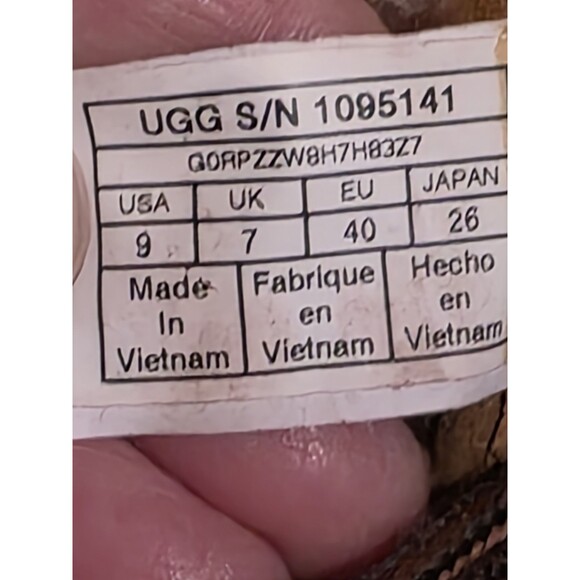 UGG S/N 1095141
GORPZZW8H7H83Z7
USA UK EU JAPAN
9 7 40 26
Made Fabrique Hecho
In en en
Vietnam Vietnam Vietnam